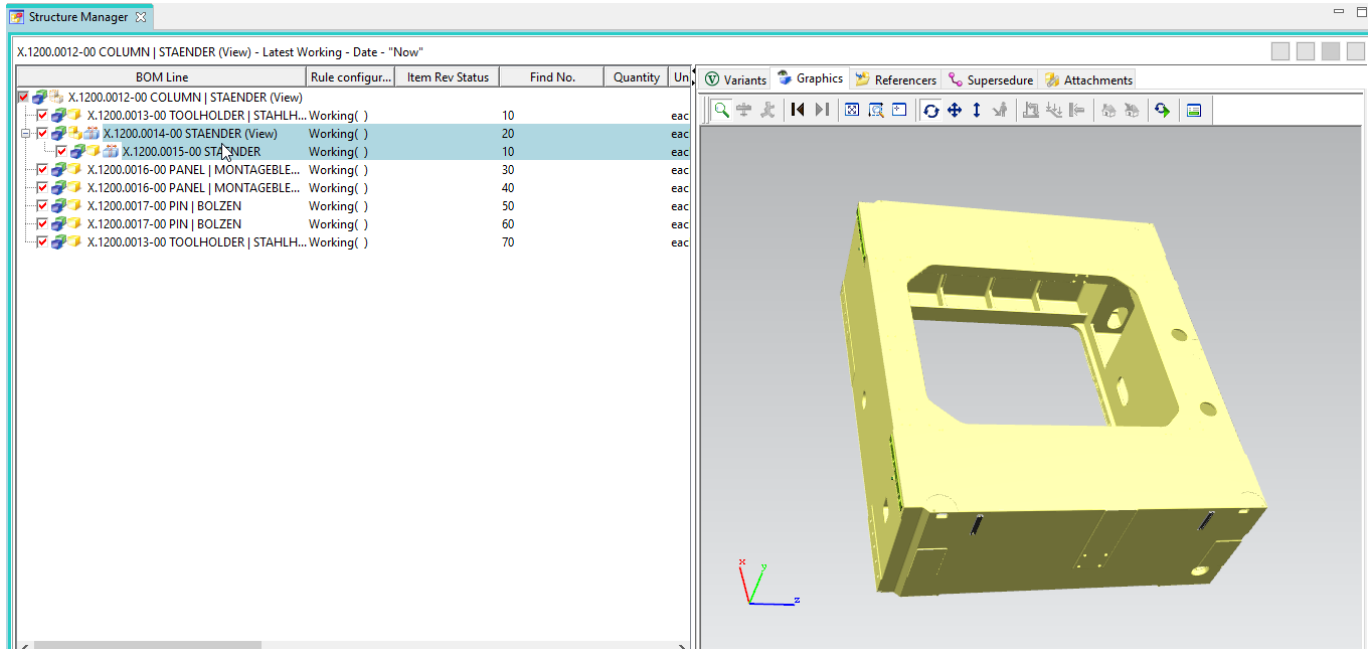 Structure Manager
X.1200.0012-00 COLUMN | STAENDER (View) - Latest Working - Date - "Now"
BOM Line Rule configur... Item Rev Status Find No. Quantity Un
X.1200.0012-00 COLUMN | STAENDER (View)
X.1200.0013-00 TOOLHOLDER | STAHLH... Working( ) 10 eac
X.1200.0014-00 STAENDER (View) Working( ) 20 eac
X.1200.0015-00 STAENDER Working( ) 10 eac
X.1200.0016-00 PANEL | MONTAGEBLE... Working( ) 30 eac
X.1200.0016-00 PANEL | MONTAGEBLE... Working( ) 40 eac
X.1200.0017-00 PIN | BOLZEN Working( ) 50 eac
X.1200.0017-00 PIN | BOLZEN Working( ) 60 eac
X.1200.0013-00 TOOLHOLDER | STAHLH... Working( ) 70 eac
Variants Graphics Referencers Supersedure Attachments
x
y
z